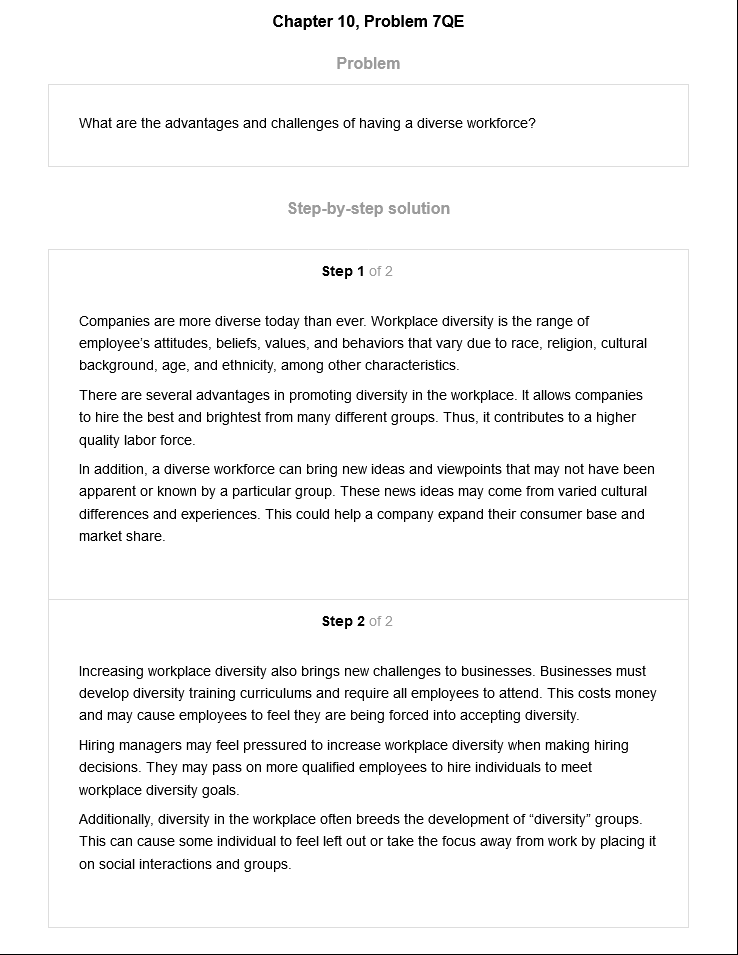 Chapter 10, Problem 7QE
Problem
What are the advantages and challenges of having a diverse workforce?
Step-by-step solution
Step 1 of 2
Companies are more diverse today than ever. Workplace diversity is the range of
employee's attitudes, beliefs, values, and behaviors that vary due to race, religion, cultural
background, age, and ethnicity, among other characteristics.
There are several advantages in promoting diversity in the workplace. It allows companies
to hire the best and brightest from many different groups. Thus, it contributes to a higher
quality labor force.
In addition, a diverse workforce can bring new ideas and viewpoints that may not have been
apparent or known by a particular group. These news ideas may come from varied cultural
differences and experiences. This could help a company expand their consumer base and
market share.
Step 2 of 2
Increasing workplace diversity also brings new challenges to businesses. Businesses must
develop diversity training curriculums and require all employees to attend. This costs money
and may cause employees to feel they are being forced into accepting diversity.
Hiring managers may feel pressured to increase workplace diversity when making hiring
decisions. They may pass on more qualified employees to hire individuals to meet
workplace diversity goals.
Additionally, diversity in the workplace often breeds the development of “diversity” groups.
This can cause some individual to feel left out or take the focus away from work by placing it
on social interactions and groups.